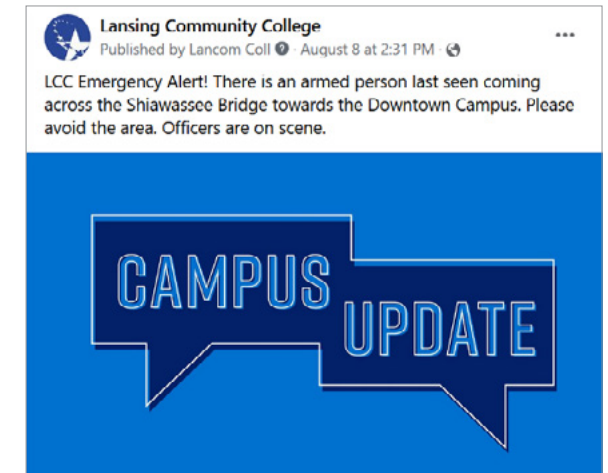 Lansing Community College
Published by Lancom Coll · August 8 at 2:31 PM ·
LCC Emergency Alert! There is an armed person last seen coming
across the Shiawassee Bridge towards the Downtown Campus. Please
avoid the area. Officers are on scene.
CAMPUS
UPDATE